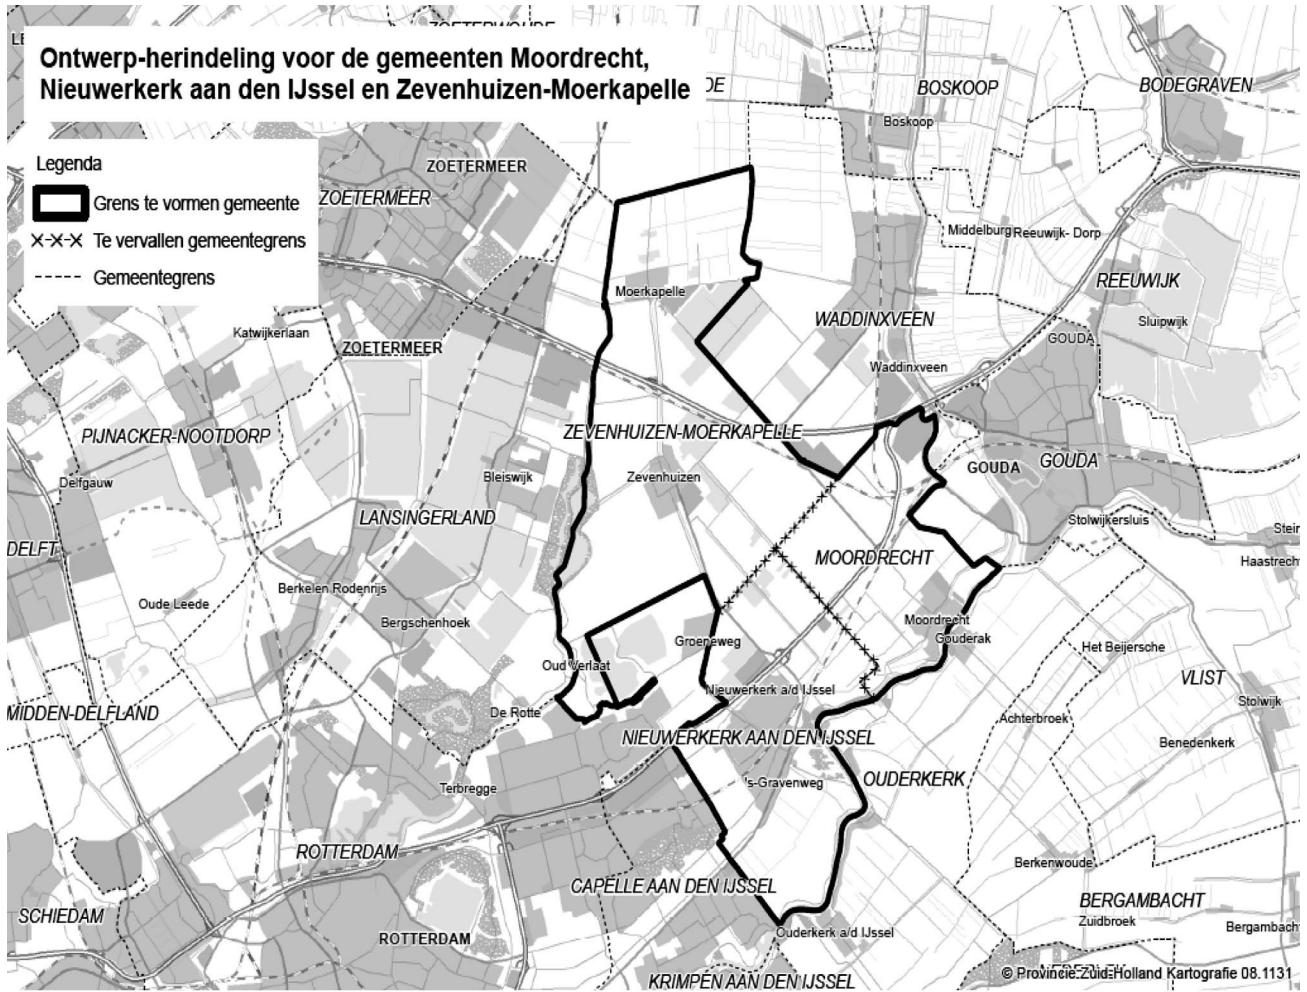 ZOETERWOUDE
Ontwerp-herindeling voor de gemeenten Moordrecht,
Nieuwerkerk aan den IJssel en Zevenhuizen-Moerkapelle
BOSKOOP
BODEGRAVEN
Boskoop
Legenda
Grens te vormen gemeente
Te vervallen gemeentegrens
Gemeentegrens
ZOETERMEER
ZOETERMEER
Middelburg
Reeuwijk- Dorp
REEUWIJK
Moerkapelle
WADDINXVEEN
Sluipwijk
Katwijkerlaan
ZOETERMEER
GOUDA
Waddinxveen
PIJNACKER-NOOTDORP
ZEVENHUIZEN-MOERKAPELLE
GOUDA
GOUDA
Delfgauw
Bleiswijk
Zevenhuizen
LANSINGERLAND
Stolwijkersluis
Stein
DELFT
MOORDRECHT
Haastrecht
Berkelen Rodenrijs
Oude Leede
Bergschenhoek
Moordrecht
Gouderak
Groeneweg
Het Beijersche
Oud Verlaat
VLIST
Nieuwerkerk a/d IJssel
Stolwijk
MIDDEN-DELFLAND
De Rotte
Achterbroek
NIEUWERKERK AAN DEN IJSSEL
Benedenkerk
OUDERKERK
's-Gravenweg
Terbregge
ROTTERDAM
Berkenwoude
CAPELLE AAN DEN IJSSEL
BERGAMBACHT
SCHIEDAM
Zuidbroek
Bergambach
Ouderkerk a/d IJssel
ROTTERDAM
KRIMPEN AAN DEN IJSSEL
© Provincie Zuid-Holland Kartografie 08.1131